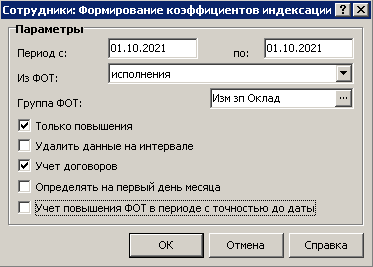 Сотрудники: Формирование коэффициентов индексации
Параметры
Период с: 01.10.2021 по: 01.10.2021
Из ФОТ: исполнения
Группа ФОТ: Изм зп Оклад ...
Только повышения
Удалить данные на интервале
Учет договоров
Определять на первый день месяца
Учет повышения ФОТ в периоде с точностью до даты
ОК Отмена Справка